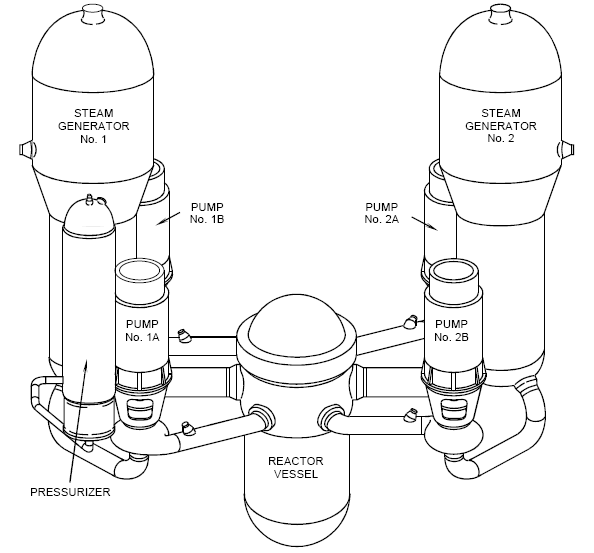 STEAM
GENERATOR
No. 1
STEAM
GENERATOR
No. 2
PUMP
No. 1B
PUMP
No. 2A
PUMP
No. 1A
PUMP
No. 2B
REACTOR
VESSEL
PRESSURIZER